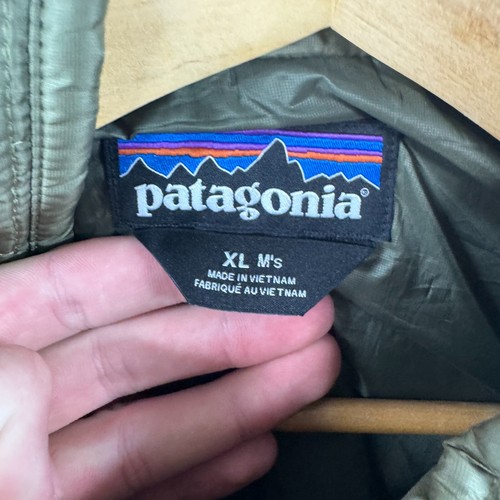 patagonia®
XL M's
MADE IN VIETNAM
FABRIQUÉ AU VIETNAM